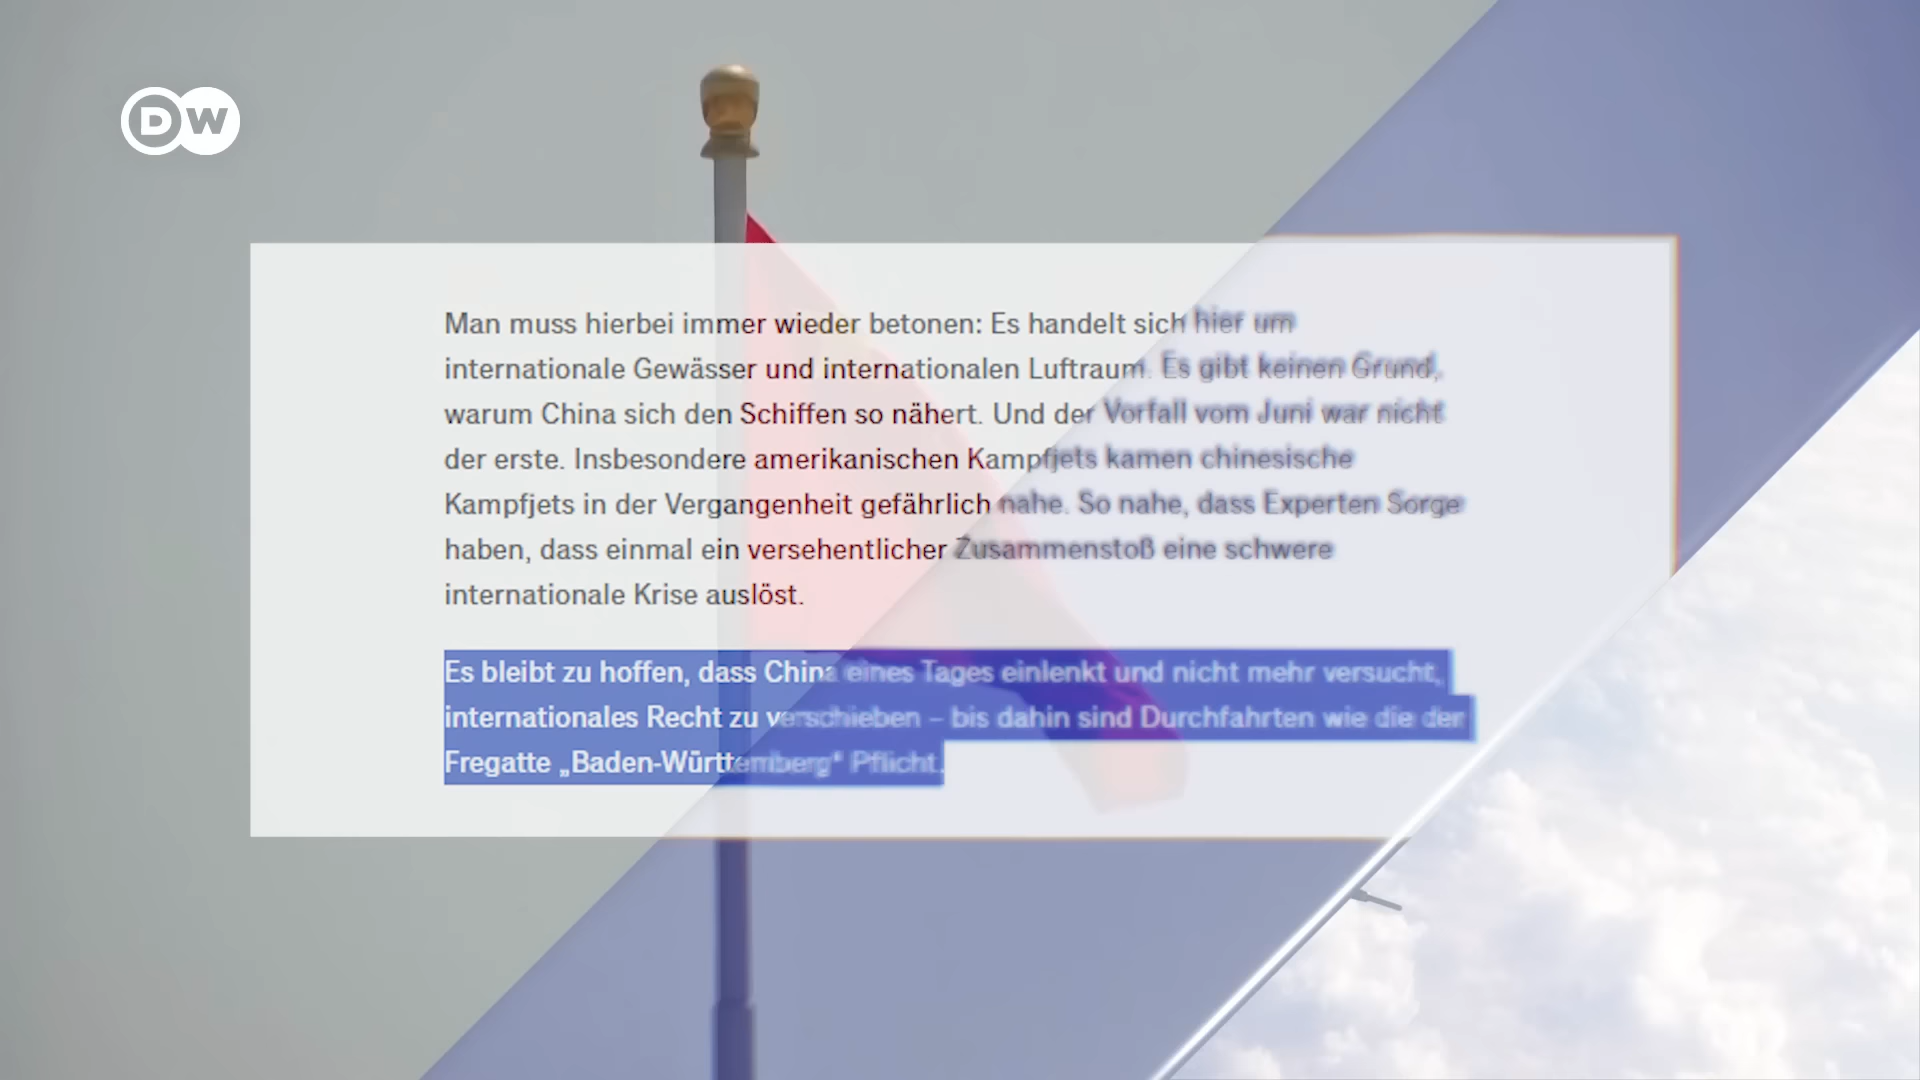 DW
Man muss hierbei immer wieder betonen: Es handelt sich hier um
internationale Gewässer und internationalen Luftraum. Es gibt keinen Grund,
warum China sich den Schiffen so nähert. Und der Vorfall vom Juni war nicht
der erste. Insbesondere amerikanischen Kampfjets kamen chinesische
Kampfjets in der Vergangenheit gefährlich nahe. So nahe, dass Experten Sorge
haben, dass einmal ein versehentlicher Zusammenstoß eine schwere
internationale Krise auslöst.
Es bleibt zu hoffen, dass China eines Tages einlenkt und nicht mehr versucht,
internationales Recht zu verschieben – bis dahin sind Durchfahrten wie die der
Fregatte „Baden-Württemberg“ Pflicht.